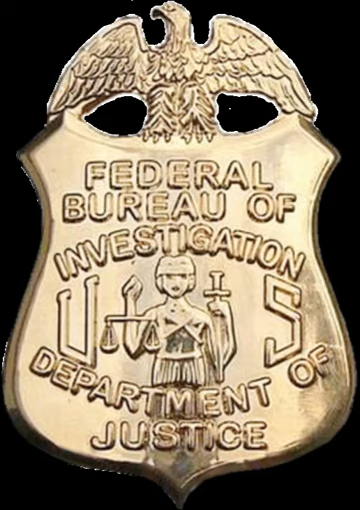 FEDERAL
BUREAU OF
INVESTIGATION
U S
DEPARTMENT OF
JUSTICE